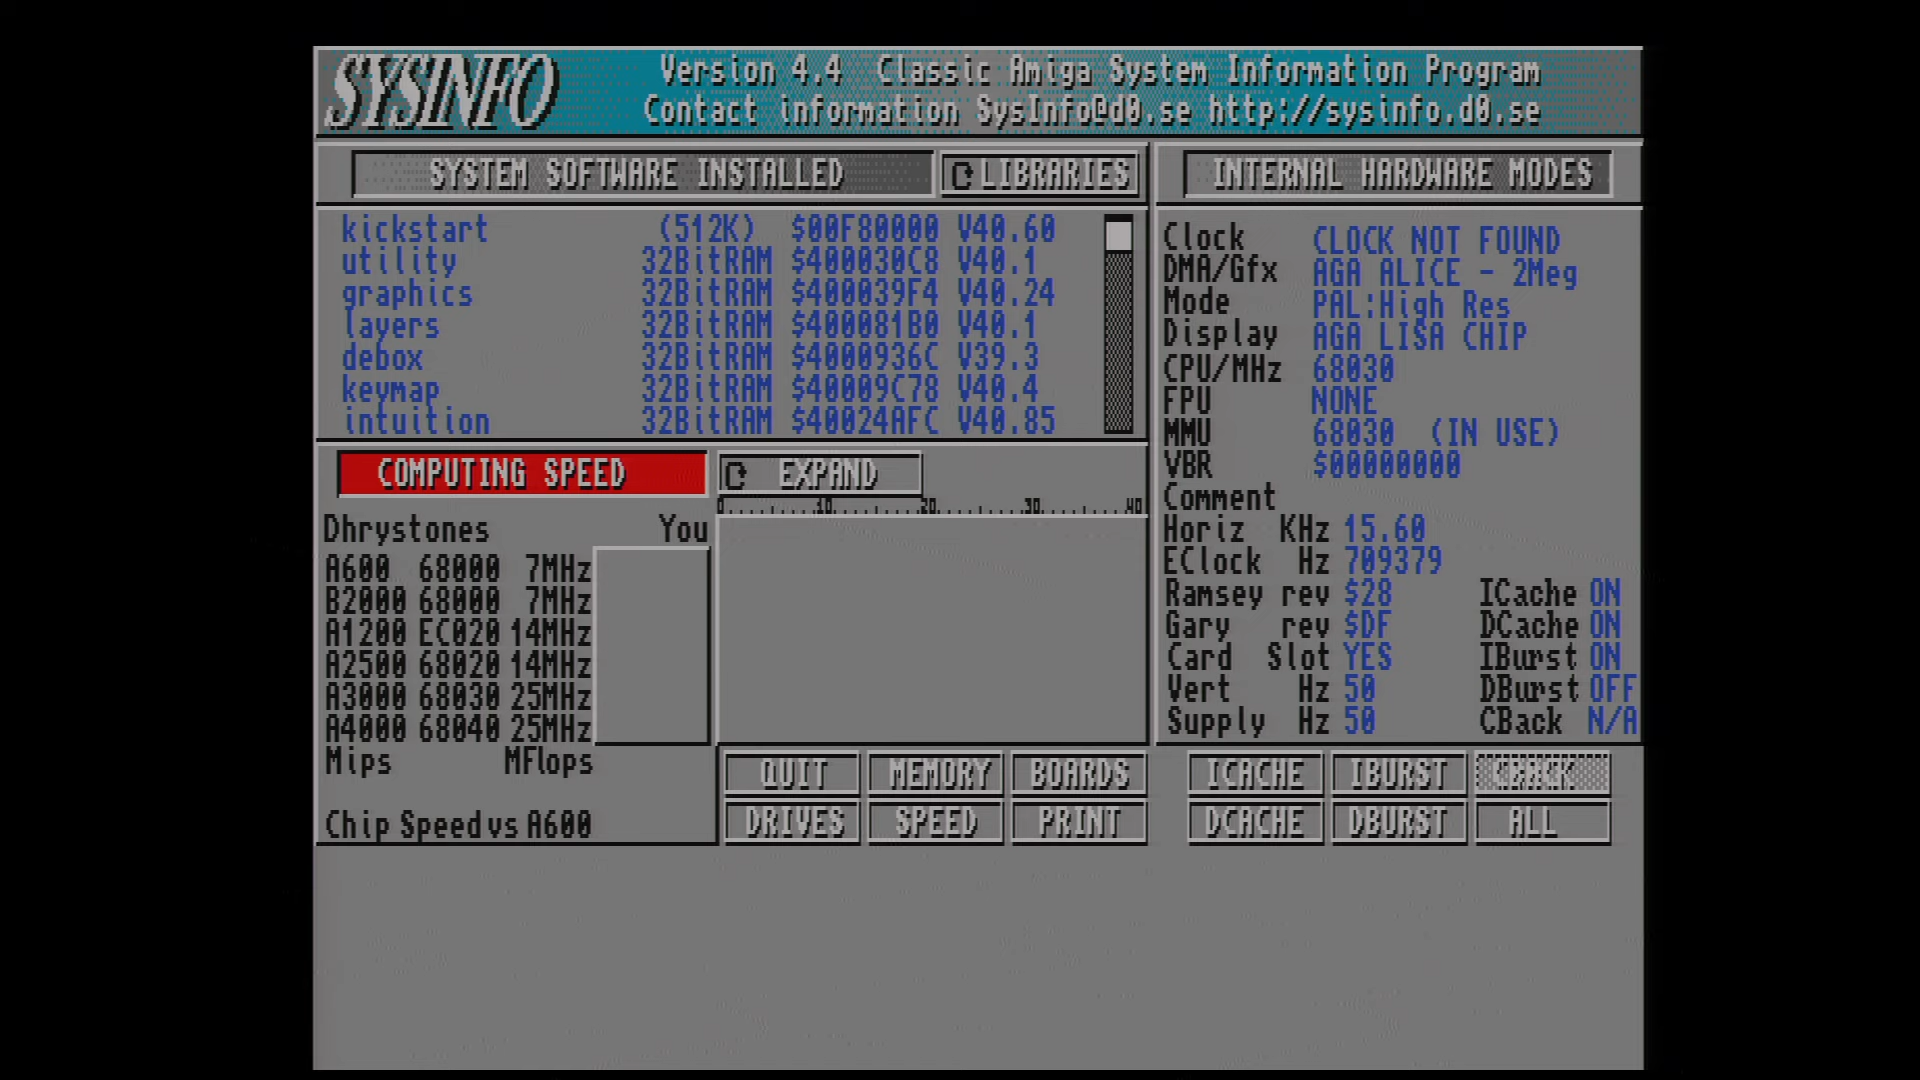 SYSINFO
Version 4.4 Classic Amiga System Information Program
Contact information SysInfo@d0.se http://sysinfo.d0.se
SYSTEM SOFTWARE INSTALLED
LIBRARIES
kickstart (512K) $00F80000 V40.60
utility 32BitRAM $400030C8 V40.1
graphics 32BitRAM $400039F4 V40.24
layers 32BitRAM $400081B0 V40.1
debox 32BitRAM $4000936C V39.3
keymap 32BitRAM $40009C78 V40.4
intuition 32BitRAM $40024AFC V40.85
INTERNAL HARDWARE MODES
Clock CLOCK NOT FOUND
DMA/Gfx AGA ALICE - 2Meg
Mode PAL:High Res
Display AGA LISA CHIP
CPU/MHz 68030
FPU NONE
MMU 68030 (IN USE)
VBR $00000000
Comment
Horiz KHz 15.60
EClock Hz 709379
Ramsey rev $28 ICache ON
Gary rev $DF DCache ON
Card Slot YES IBurst ON
Vert Hz 50 DBurst OFF
Supply Hz 50 CBack N/A
COMPUTING SPEED
EXPAND
0 10 20 30 40
Dhrystones You
A600 68000 7MHz
B2000 68000 7MHz
A1200 EC020 14MHz
A2500 68020 14MHz
A3000 68030 25MHz
A4000 68040 25MHz
Mips MFlops
Chip Speed vs A600
QUIT MEMORY BOARDS
DRIVES SPEED PRINT
ICACHE IBURST CBACK
DCACHE DBURST ALL